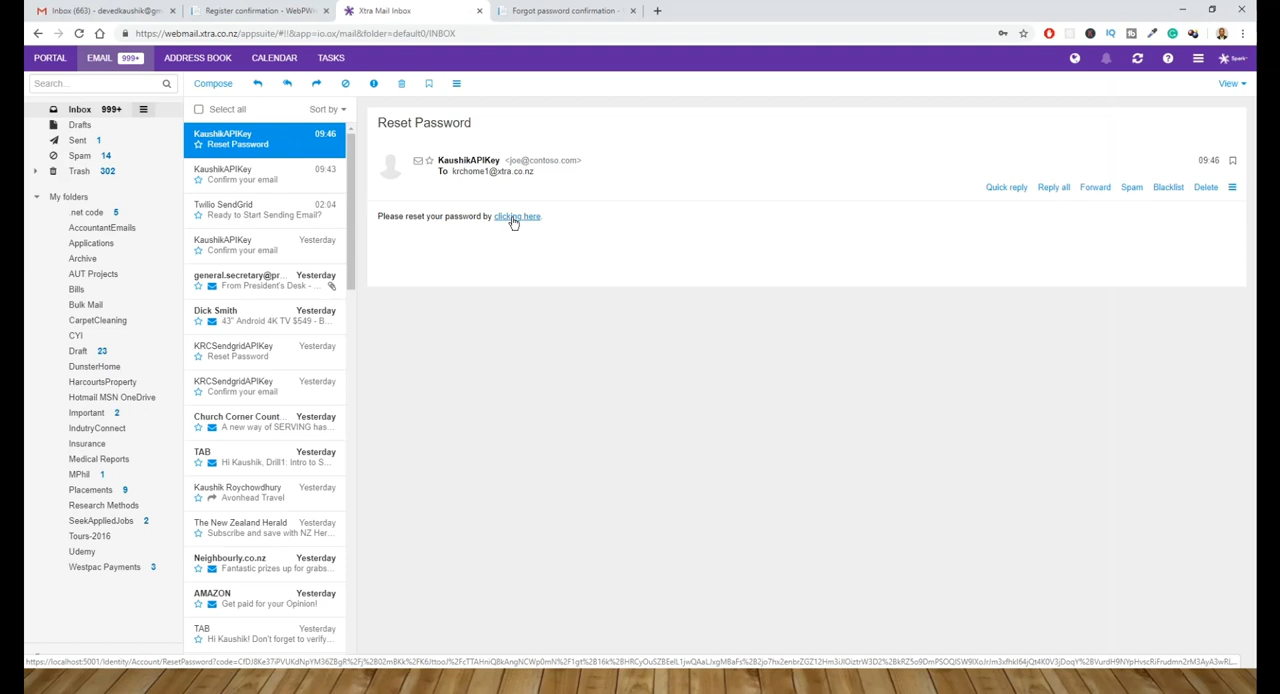 Inbox (663) - devedkaushik@gm
Register confirmation - WebPWr
Xtra Mail Inbox
Forgot password confirmation -
https://webmail.xtra.co.nz/appsuite/#!!&app=io.ox/mail&folder=default0/INBOX
PORTAL EMAIL 999+ ADDRESS BOOK CALENDAR TASKS
Spark
Search...
Compose
View
Inbox 999+
Drafts
Sent 1
Spam 14
Trash 302
My folders
.net code 5
AccountantEmails
Applications
Archive
AUT Projects
Bills
Bulk Mail
CarpetCleaning
CYI
Draft 23
DunsterHome
HarcourtsProperty
Hotmail MSN OneDrive
Important 2
IndutryConnect
Insurance
Medical Reports
MPhil 1
Placements 9
Research Methods
SeekAppliedJobs 2
Tours-2016
Udemy
Westpac Payments 3
Select all Sort by
KaushikAPIKey 09:46
Reset Password
KaushikAPIKey 09:43
Confirm your email
Twilio SendGrid 02.04
Ready to Start Sending Email?
KaushikAPIKey Yesterday
Confirm your email
general.secretary@pr... Yesterday
From President's Desk - ...
Dick Smith Yesterday
43" Android 4K TV $549 - B...
KRCSendgridAPIKey Yesterday
Reset Password
KRCSendgridAPIKey Yesterday
Confirm your email
Church Corner Count... Yesterday
A new way of SERVING has...
TAB Yesterday
Hi Kaushik, Drill1: Intro to S...
Kaushik Roychowdhury Yesterday
Avonhead Travel
The New Zealand Herald Yesterday
Subscribe and save with NZ Her...
Neighbourly.co.nz Yesterday
Fantastic prizes up for grabs...
AMAZON Yesterday
Get paid for your Opinion!
TAB Yesterday
Hi Kaushik! Don't forget to verify...
Reset Password
KaushikAPIKey <joe@contoso.com> 09:46
To krchome1@xtra.co.nz
Quick reply Reply all Forward Spam Blacklist Delete
Please reset your password by clicking here.